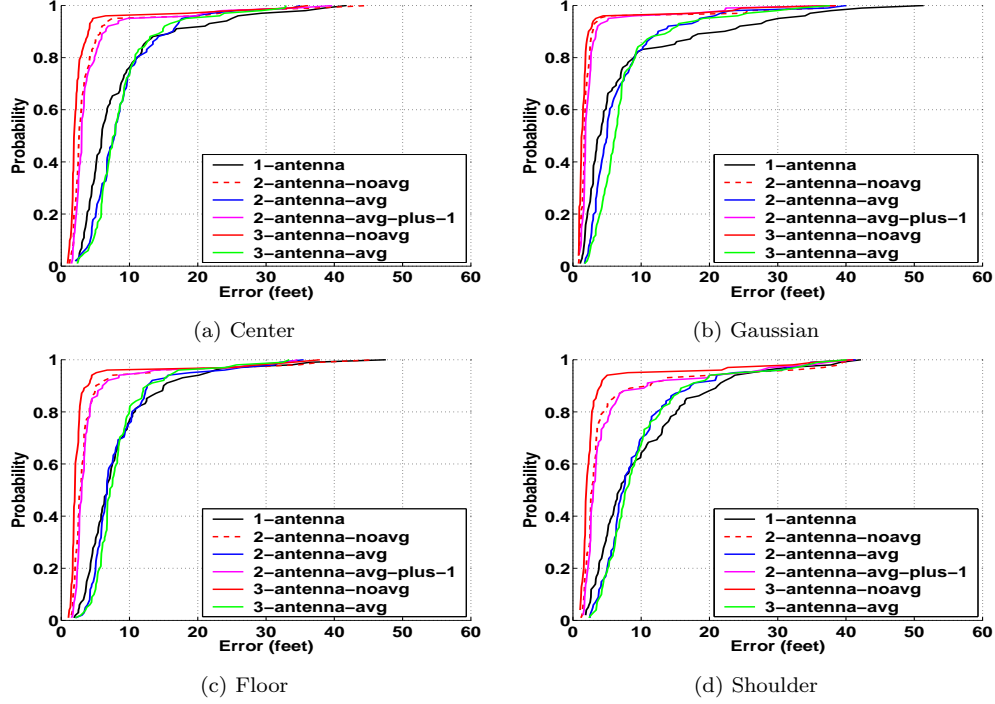 1
0.8
0.6
0.4
0.2
0
Probability
1−antenna
2−antenna−noavg
2−antenna−avg
2−antenna−avg−plus−1
3−antenna−noavg
3−antenna−avg
0 10 20 30 40 50 60
Error (feet)
(a) Center
1
0.8
0.6
0.4
0.2
0
Probability
1−antenna
2−antenna−noavg
2−antenna−avg
2−antenna−avg−plus−1
3−antenna−noavg
3−antenna−avg
0 10 20 30 40 50 60
Error (feet)
(b) Gaussian
1
0.8
0.6
0.4
0.2
0
Probability
1−antenna
2−antenna−noavg
2−antenna−avg
2−antenna−avg−plus−1
3−antenna−noavg
3−antenna−avg
0 10 20 30 40 50 60
Error (feet)
(c) Floor
1
0.8
0.6
0.4
0.2
0
Probability
1−antenna
2−antenna−noavg
2−antenna−avg
2−antenna−avg−plus−1
3−antenna−noavg
3−antenna−avg
0 10 20 30 40 50 60
Error (feet)
(d) Shoulder